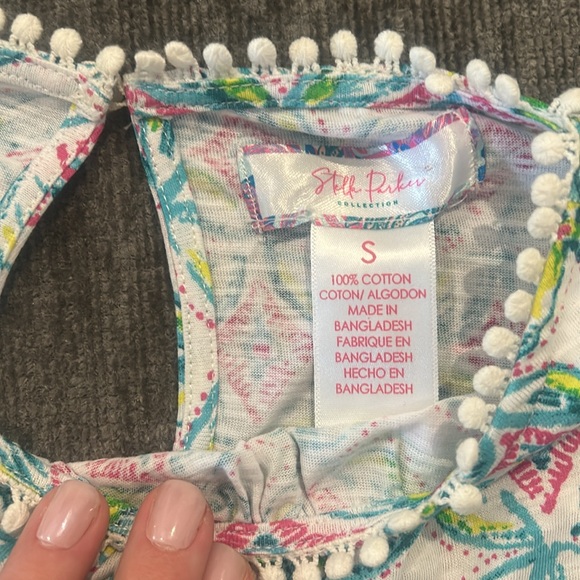 Stella Parker
COLLECTION
S
100% COTTON
COTON/ ALGODON
MADE IN
BANGLADESH
FABRIQUE EN
BANGLADESH
HECHO EN
BANGLADESH